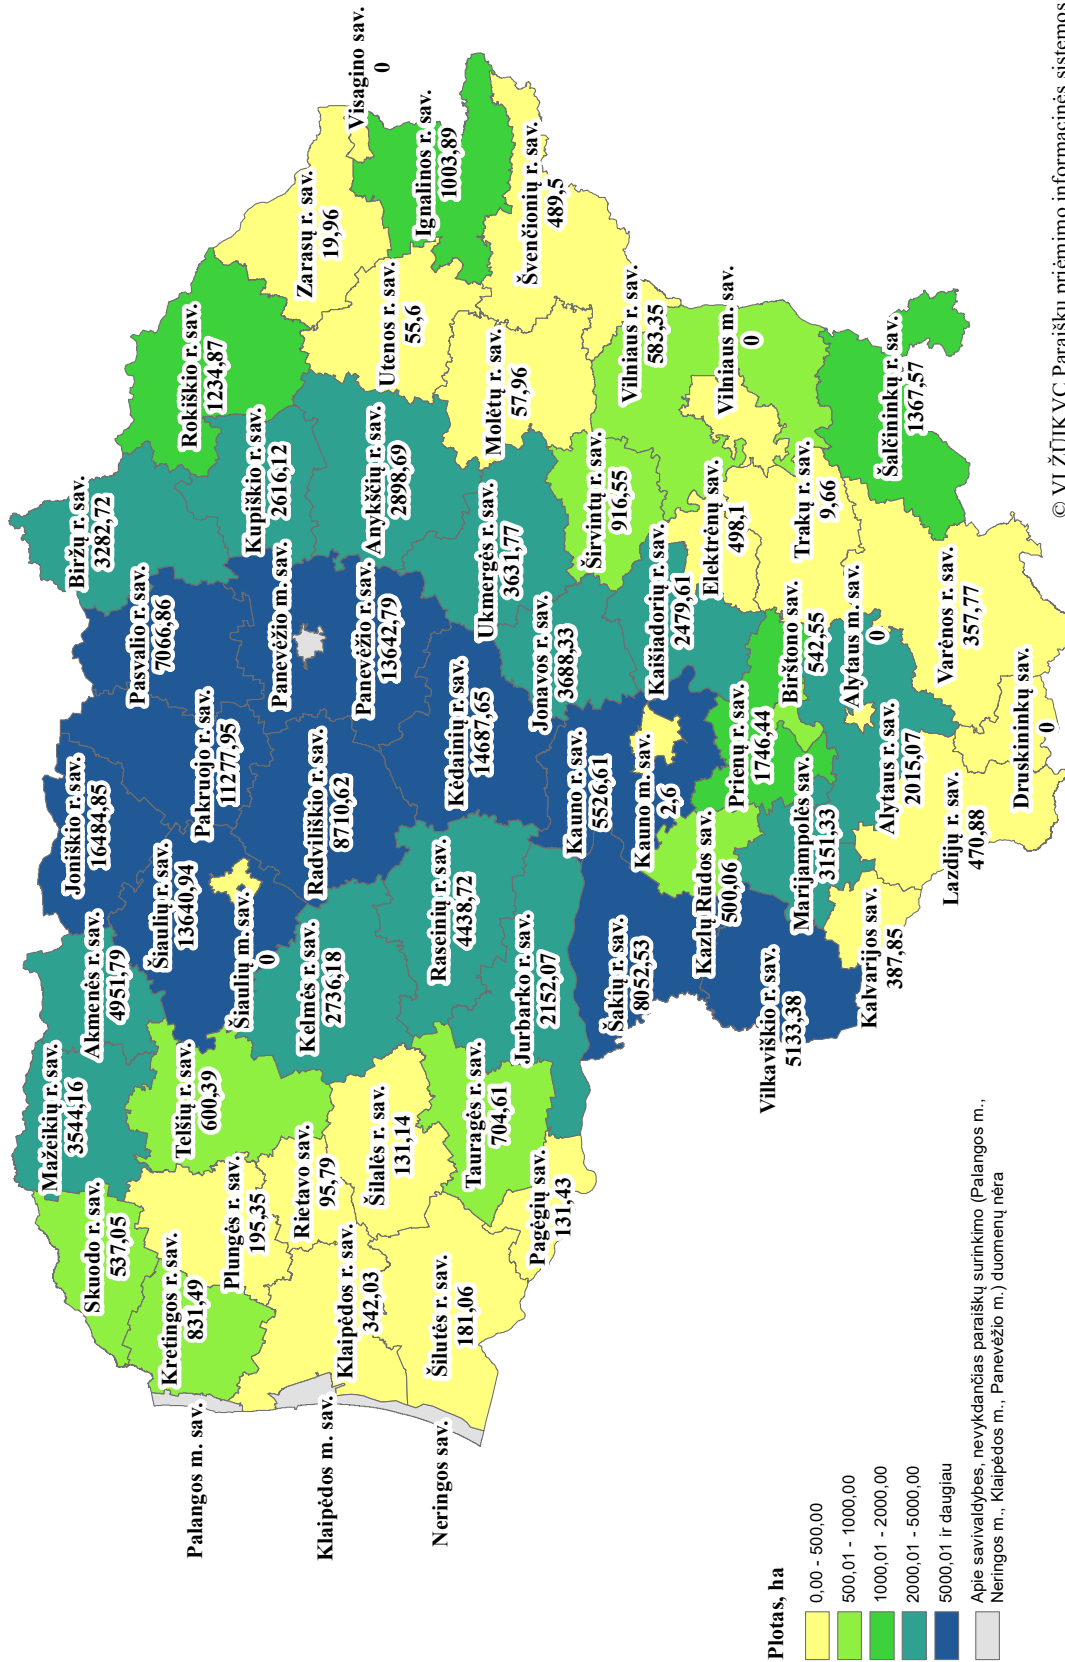 Mažeikių r. sav.
3544,16
Akmenės r. sav.
4951,79
Joniškio r. sav.
16484,85
Biržų r. sav.
3282,72
Skuodo r. sav.
537,05
Pasvalio r. sav.
7066,86
Šiaulių r. sav.
13640,94
Pakruojo r. sav.
11277,95
Rokiškio r. sav.
1234,87
Kretingos r. sav.
831,49
Telšių r. sav.
600,39
Palangos m. sav.
Plungės r. sav.
195,35
Šiaulių m. sav.
0
Kupiškio r. sav.
2616,12
Panevėžio m. sav.
Zarasų r. sav.
19,96
Visagino sav.
0
Rietavo sav.
95,79
Kelmės r. sav.
2736,18
Radviliškio r. sav.
8710,62
Klaipėdos m. sav.
Klaipėdos r. sav.
342,03
Panevėžio r. sav.
13642,79
Anykščių r. sav.
2898,69
Utenos r. sav.
55,6
Ignalinos r. sav.
1003,89
Šilalės r. sav.
131,14
Neringos sav.
Šilutės r. sav.
181,06
Raseinių r. sav.
4438,72
Kėdainių r. sav.
14687,65
Tauragės r. sav.
704,61
Ukmergės r. sav.
3631,77
Molėtų r. sav.
57,96
Švenčionių r. sav.
489,5
Pagėgių sav.
131,43
Jurbarko r. sav.
2152,07
Jonavos r. sav.
3688,33
Kauno r. sav.
5526,61
Širvintų r. sav.
916,55
Šakių r. sav.
8052,53
Vilniaus r. sav.
583,35
Kauno m. sav.
2,6
Kaišiadorių r. sav.
2479,61
Kazlų Rūdos sav.
500,06
Elektrėnų sav.
498,1
Vilniaus m. sav.
0
Prienų r. sav.
1746,44
Vilkaviškio r. sav.
5133,38
Birštono sav.
542,55
Trakų r. sav.
9,66
Marijampolės sav.
3151,33
Alytaus m. sav.
0
Kalvarijos sav.
387,85
Alytaus r. sav.
2015,07
Šalčininkų r. sav.
1367,57
Varėnos r. sav.
357,77
Lazdijų r. sav.
470,88
Druskininkų sav.
0
Plotas, ha
0,00 - 500,00
500,01 - 1000,00
1000,01 - 2000,00
2000,01 - 5000,00
5000,01 ir daugiau
Apie savivaldybes, nevykdančias paraiškų surinkimo (Palangos m.,
Neringos m., Klaipėdos m., Panevėžio m.) duomenų nėra
© VĮ ŽŪIKVC Paraiškų priėmimo informacinės sistemos